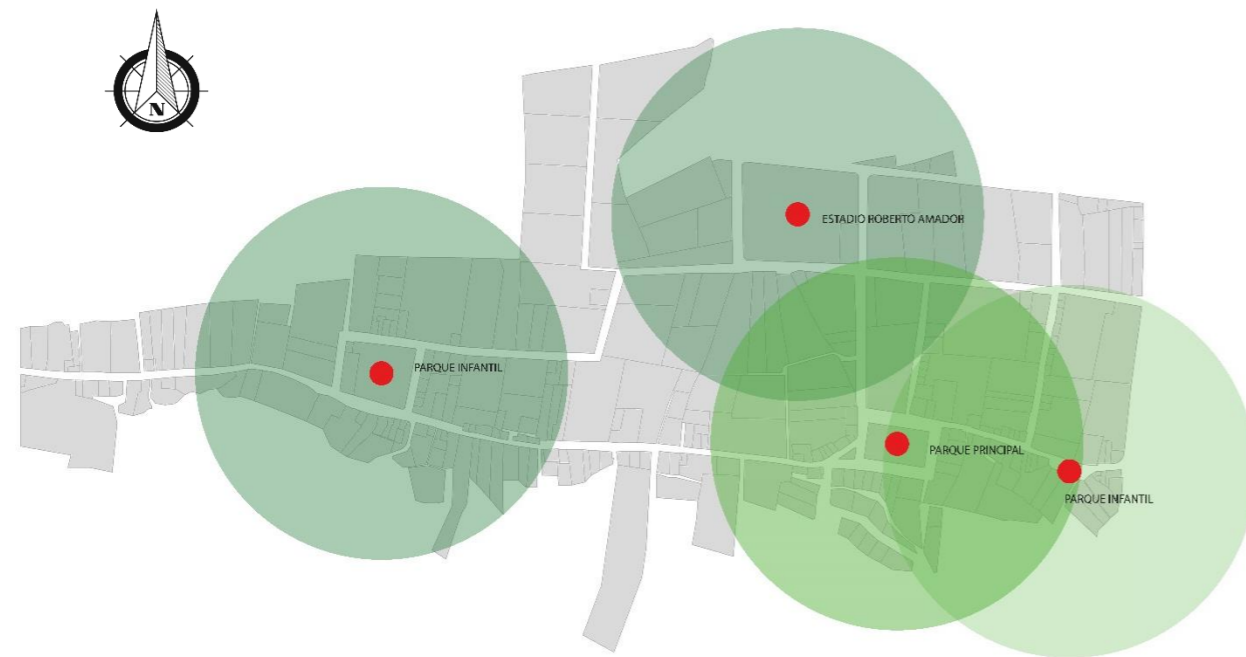 N
ESTADIO ROBERTO AMADOR
PARQUE INFANTIL
PARQUE PRINCIPAL
PARQUE INFANTIL